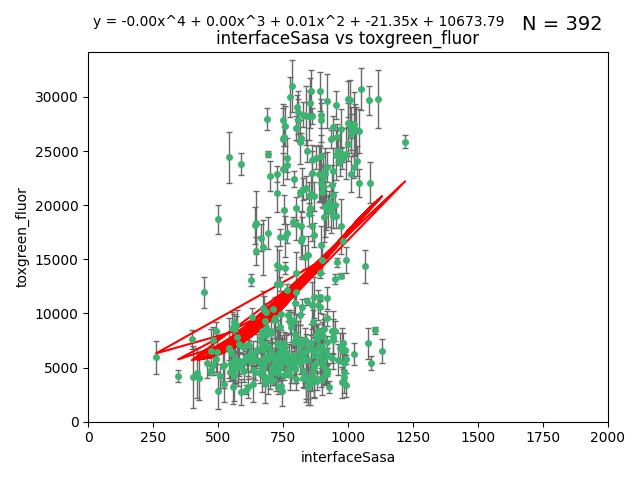 y = -0.00x^4 + 0.00x^3 + 0.01x^2 + -21.35x + 10673.79
N = 392
interfaceSasa vs toxgreen_fluor
toxgreen_fluor
30000
25000
20000
15000
10000
5000
0
0 250 500 750 1000 1250 1500 1750 2000
interfaceSasa